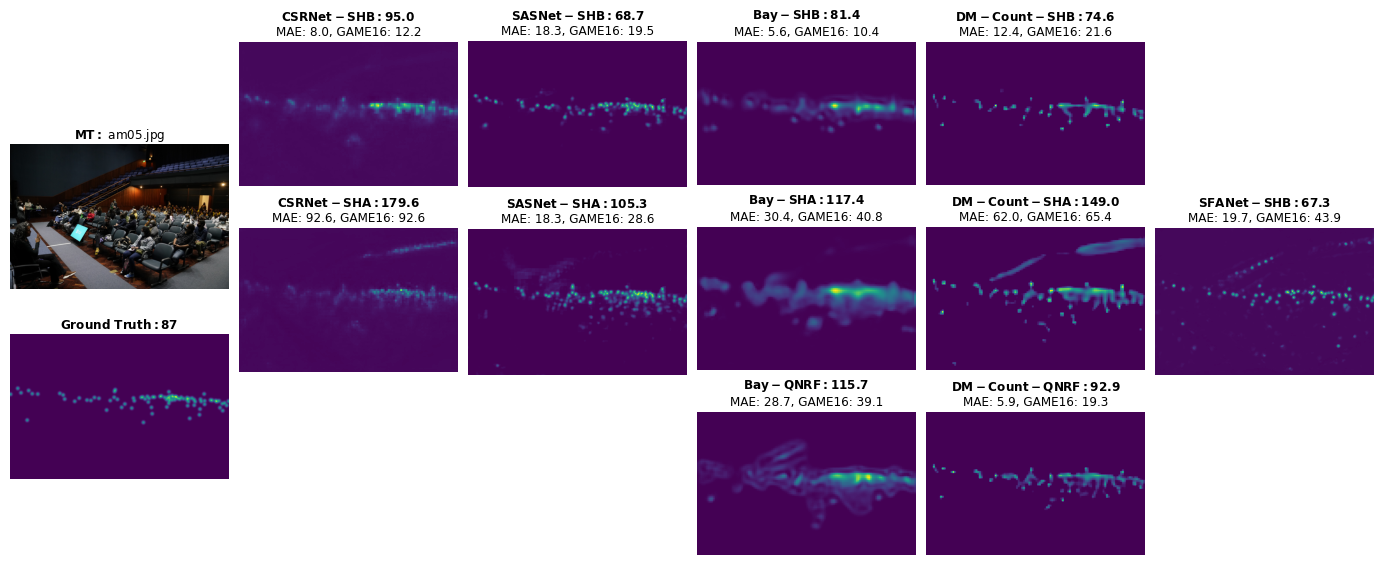 CSRNet − SHB : 95.0
MAE: 8.0, GAME16: 12.2
SASNet − SHB : 68.7
MAE: 18.3, GAME16: 19.5
Bay − SHB : 81.4
MAE: 5.6, GAME16: 10.4
DM − Count − SHB : 74.6
MAE: 12.4, GAME16: 21.6
MT : am05.jpg
CSRNet − SHA : 179.6
MAE: 92.6, GAME16: 92.6
SASNet − SHA : 105.3
MAE: 18.3, GAME16: 28.6
Bay − SHA : 117.4
MAE: 30.4, GAME16: 40.8
DM − Count − SHA : 149.0
MAE: 62.0, GAME16: 65.4
SFANet − SHB : 67.3
MAE: 19.7, GAME16: 43.9
Ground Truth : 87
Bay − QNRF : 115.7
MAE: 28.7, GAME16: 39.1
DM − Count − QNRF : 92.9
MAE: 5.9, GAME16: 19.3